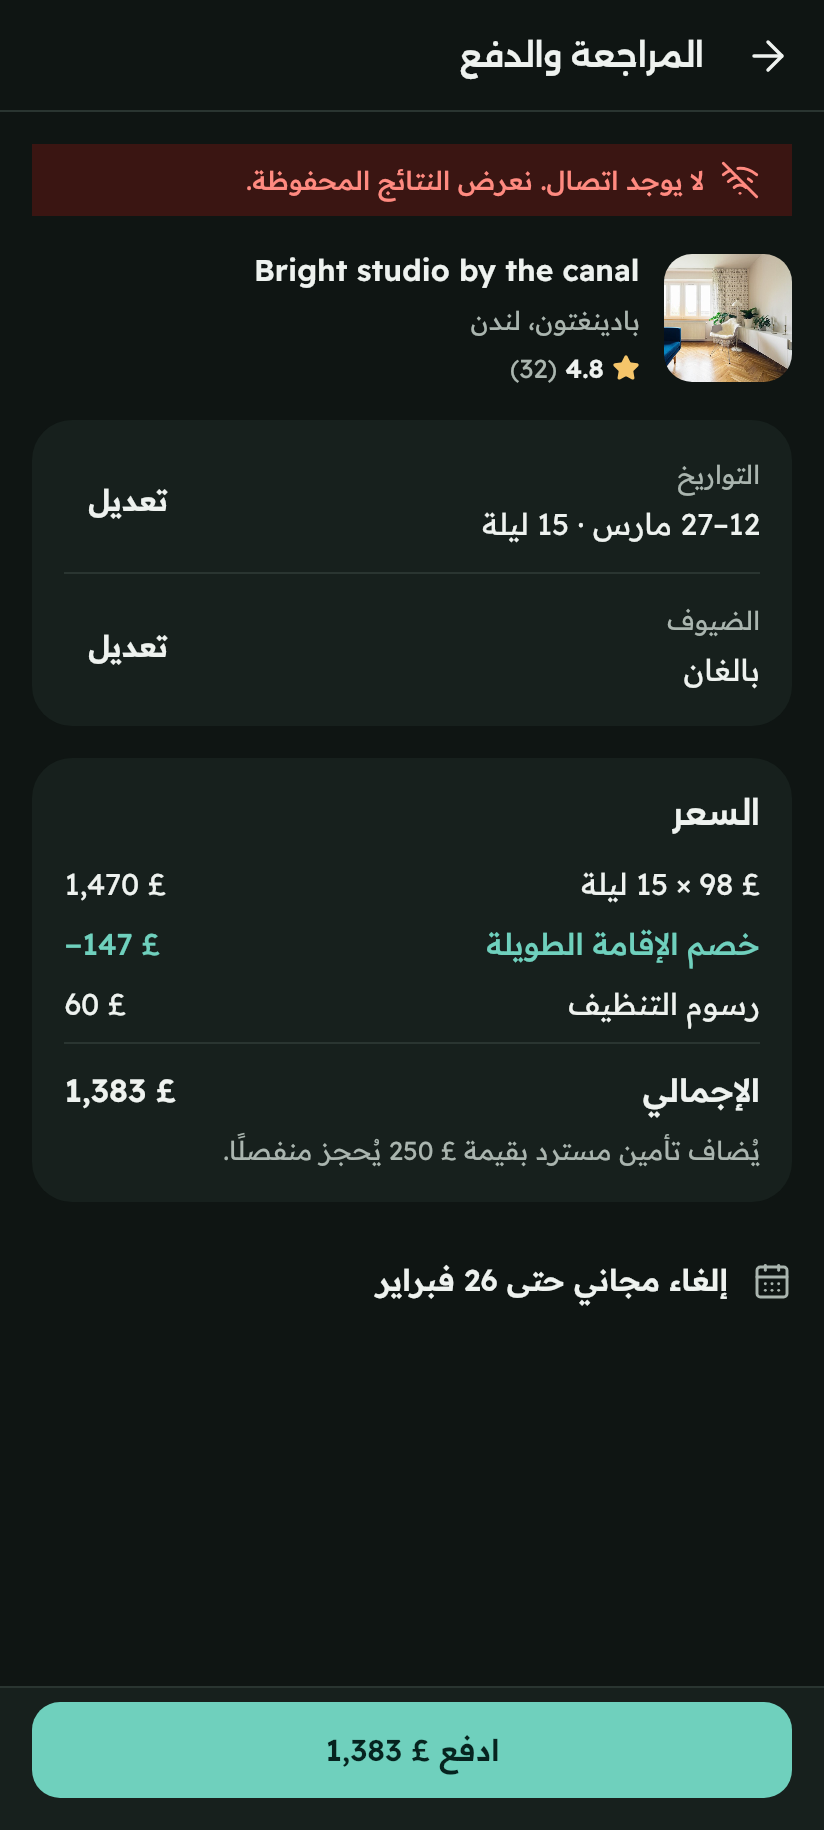 المراجعة والدفع
لا يوجد اتصال. نعرض النتائج المحفوظة.
Bright studio by the canal
بادينغتون، لندن
4.8 (32)
التواريخ
12–27 مارس · 15 ليلة
تعديل
الضيوف
بالغان
تعديل
السعر
£ 98 × 15 ليلة
£ 1,470
خصم الإقامة الطويلة
£ 147−
رسوم التنظيف
£ 60
الإجمالي
£ 1,383
يُضاف تأمين مسترد بقيمة £ 250 يُحجز منفصلًا.
إلغاء مجاني حتى 26 فبراير
ادفع £ 1,383